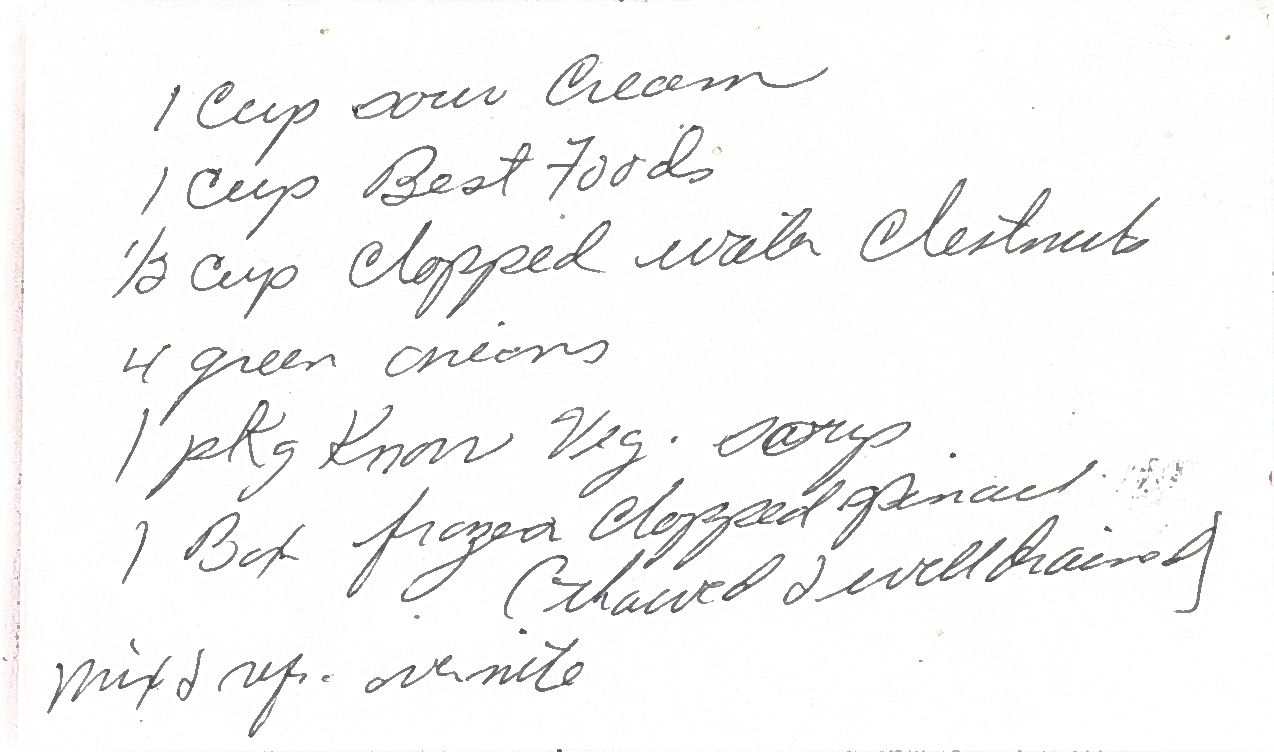 1 Cup sour Cream
1 Cup Best Foods
1/3 cup Chopped water Chestnuts
4 green onions
1 pkg Knorr Veg. soup
1 Box frozen Chopped spinach
(thawed & well drained)
Mix & ref. overnite